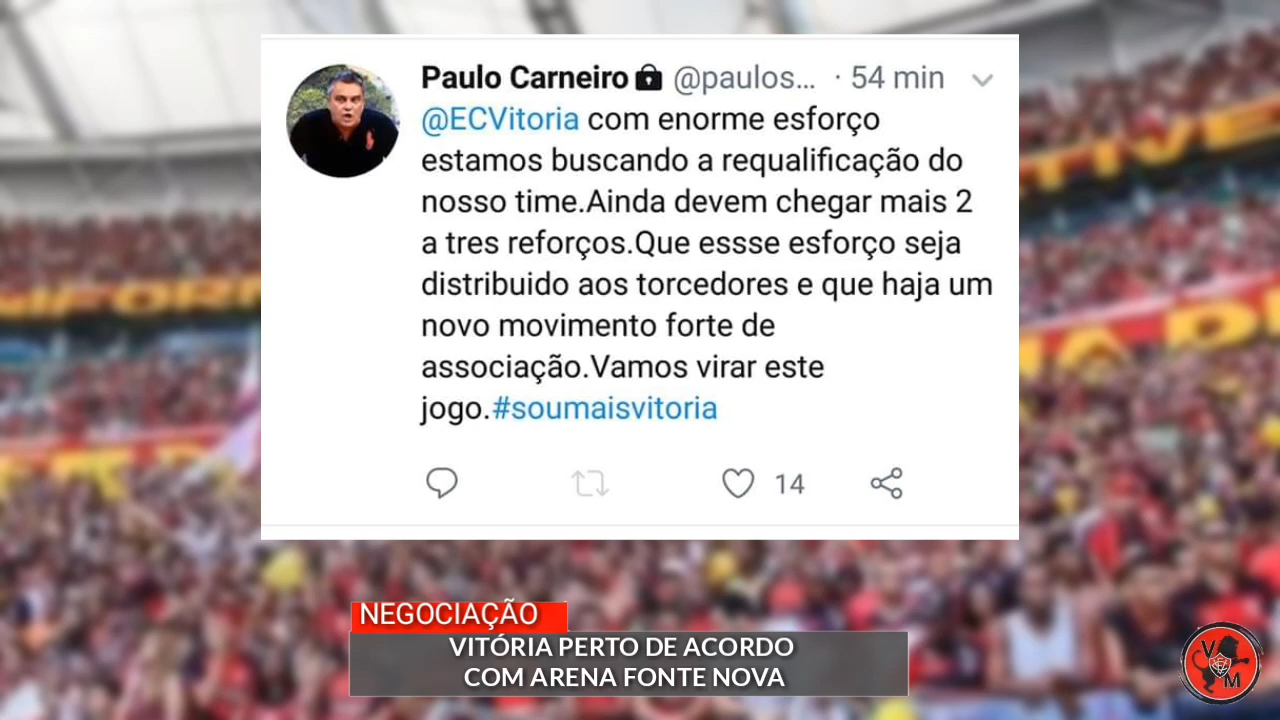 Paulo Carneiro @paulos... · 54 min
@ECVitoria com enorme esforço
estamos buscando a requalificação do
nosso time.Ainda devem chegar mais 2
a tres reforços.Que essse esforço seja
distribuido aos torcedores e que haja um
novo movimento forte de
associação.Vamos virar este
jogo.#soumaisvitoria
14
NEGOCIAÇÃO
VITÓRIA PERTO DE ACORDO
COM ARENA FONTE NOVA
V
M